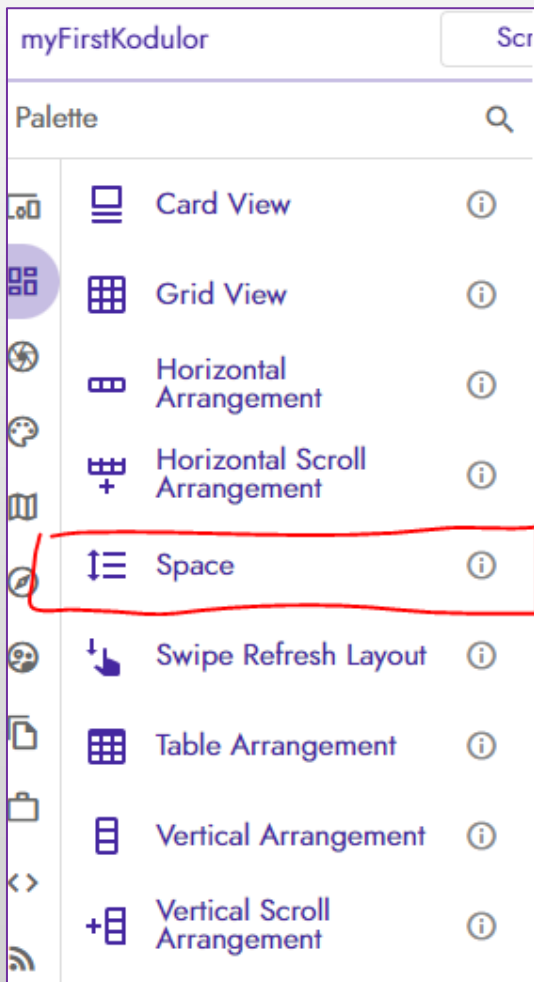 myFirstKodulor
Scr
Palette
Card View
Grid View
Horizontal
Arrangement
Horizontal Scroll
Arrangement
Space
Swipe Refresh Layout
Table Arrangement
Vertical Arrangement
Vertical Scroll
Arrangement